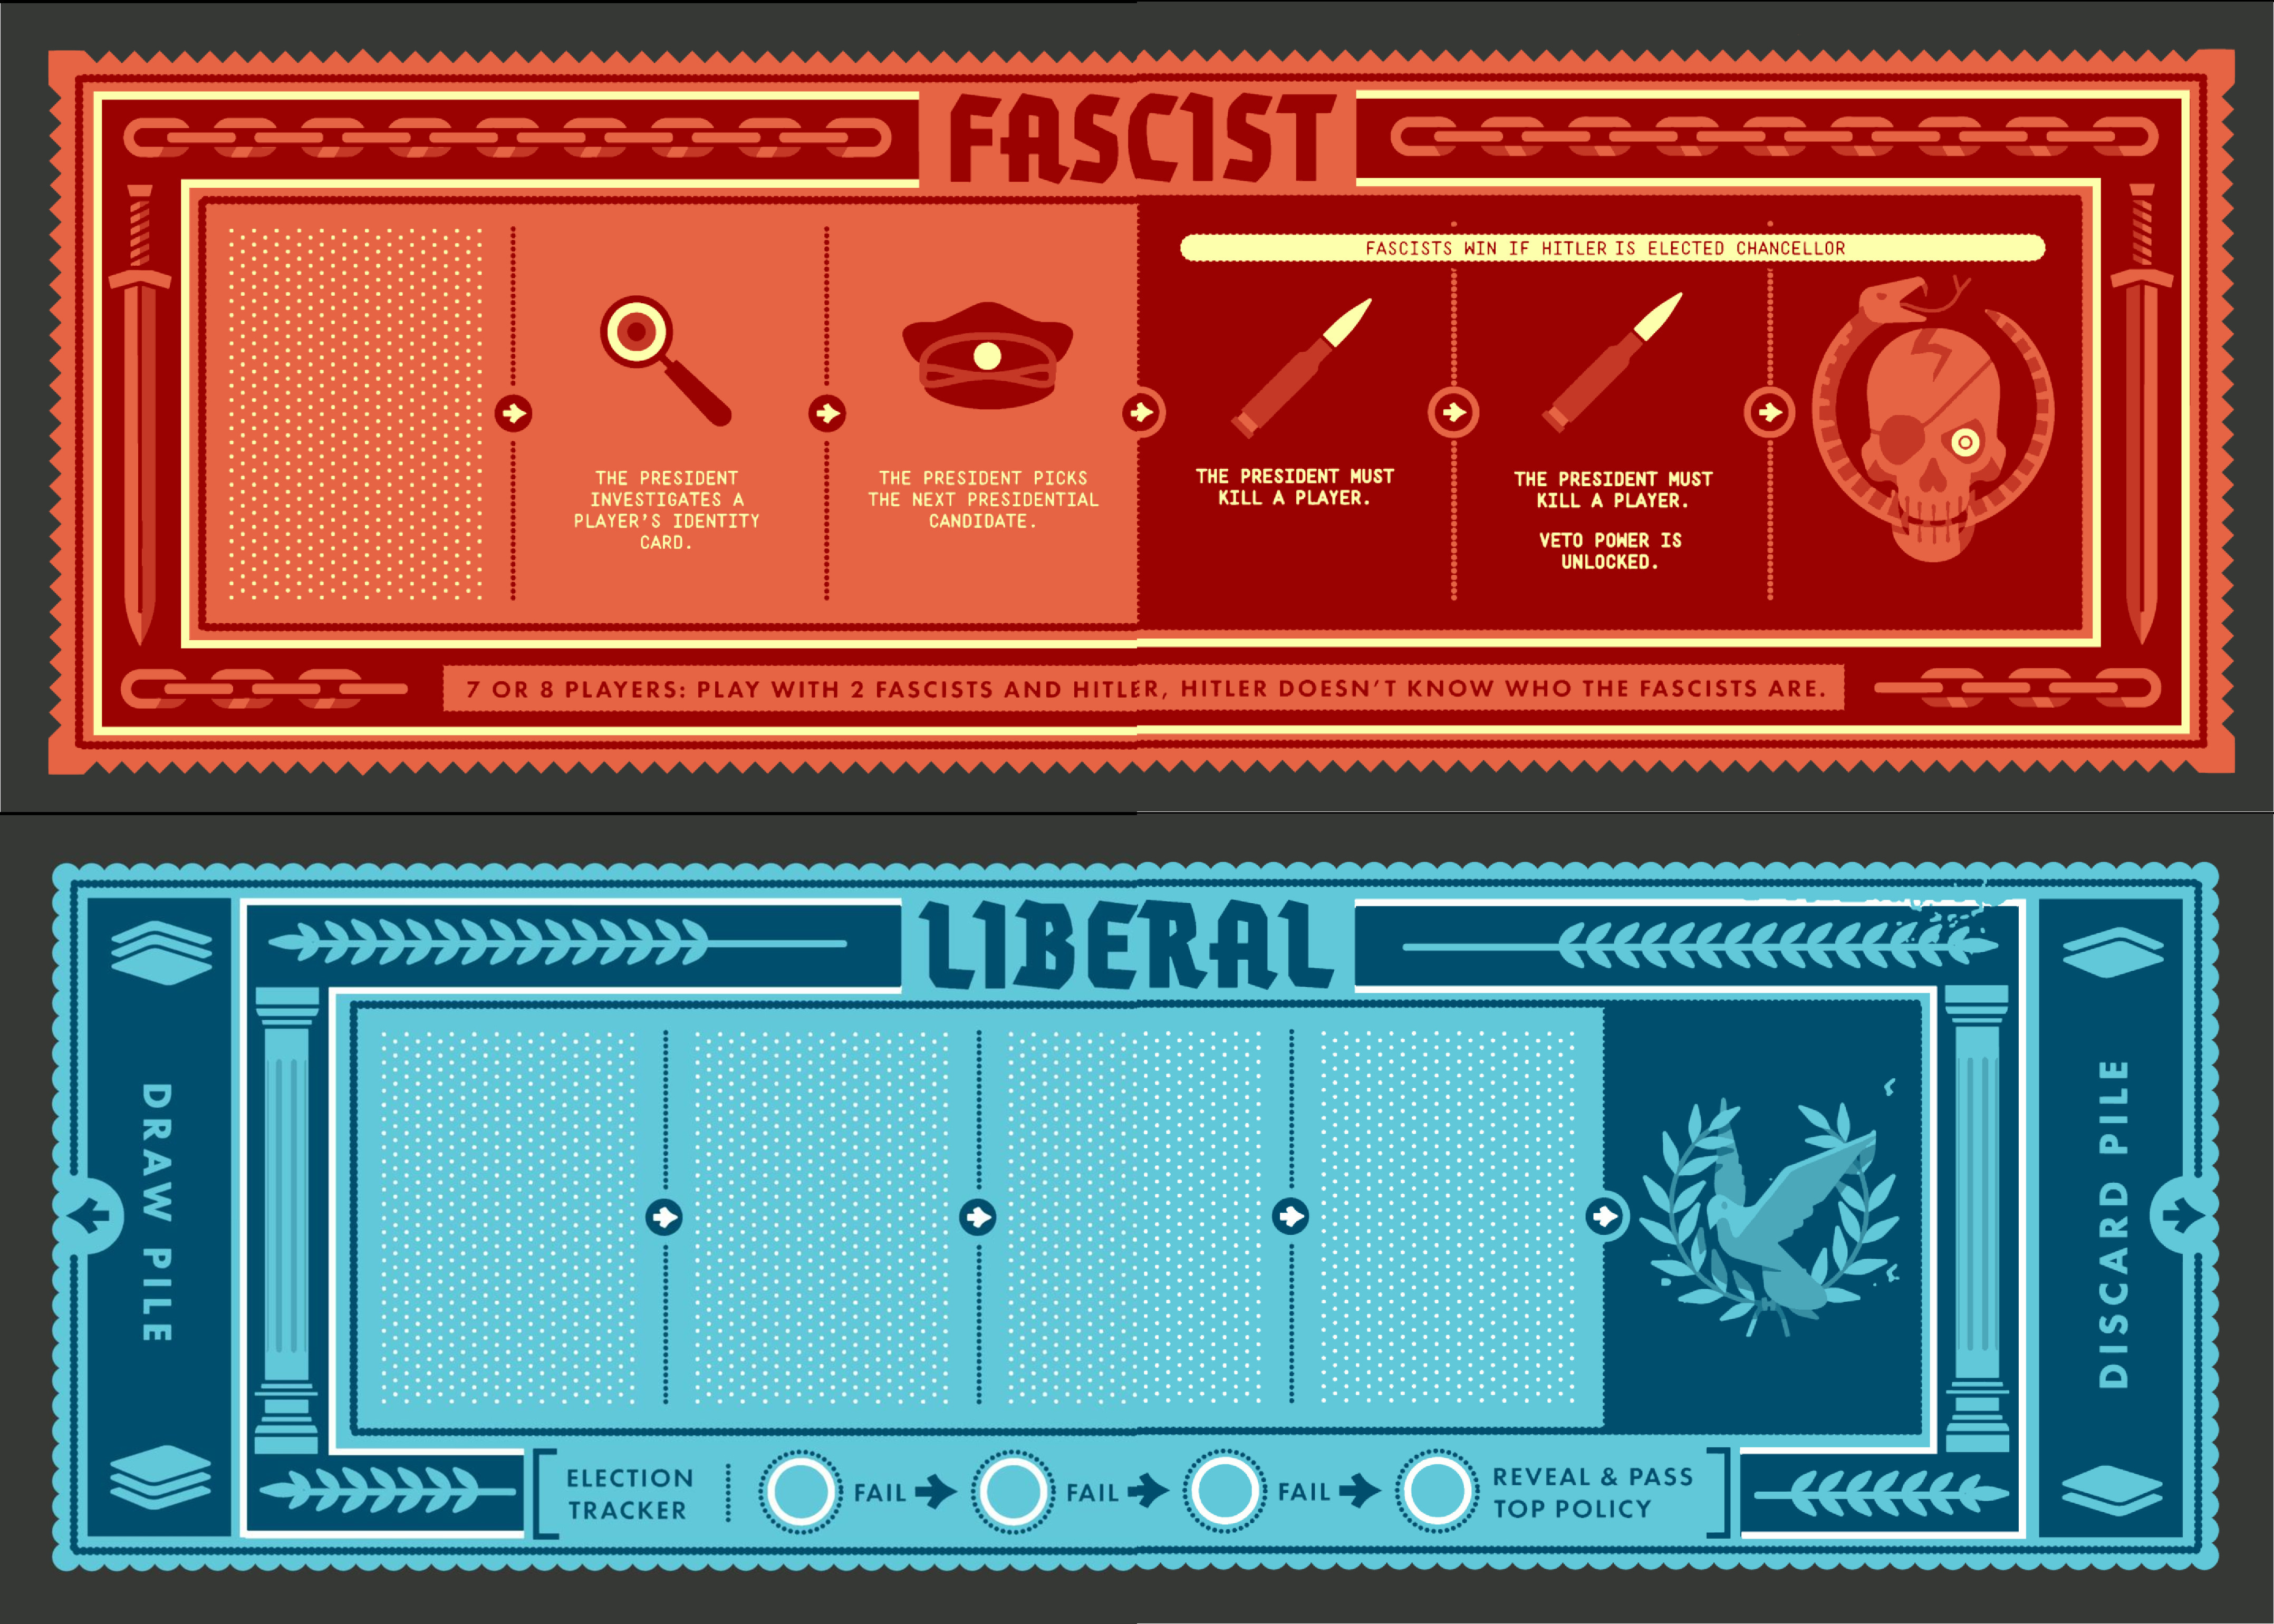 FASCIST
FASCISTS WIN IF HITLER IS ELECTED CHANCELLOR
THE PRESIDENT
INVESTIGATES A
PLAYER'S IDENTITY
CARD.
THE PRESIDENT PICKS
THE NEXT PRESIDENTIAL
CANDIDATE.
THE PRESIDENT MUST
KILL A PLAYER.
THE PRESIDENT MUST
KILL A PLAYER.
VETO POWER IS
UNLOCKED.
7 OR 8 PLAYERS: PLAY WITH 2 FASCISTS AND HITLER, HITLER DOESN'T KNOW WHO THE FASCISTS ARE.
LIBERAL
DRAW PILE
DISCARD PILE
ELECTION
TRACKER
FAIL
FAIL
FAIL
REVEAL & PASS
TOP POLICY